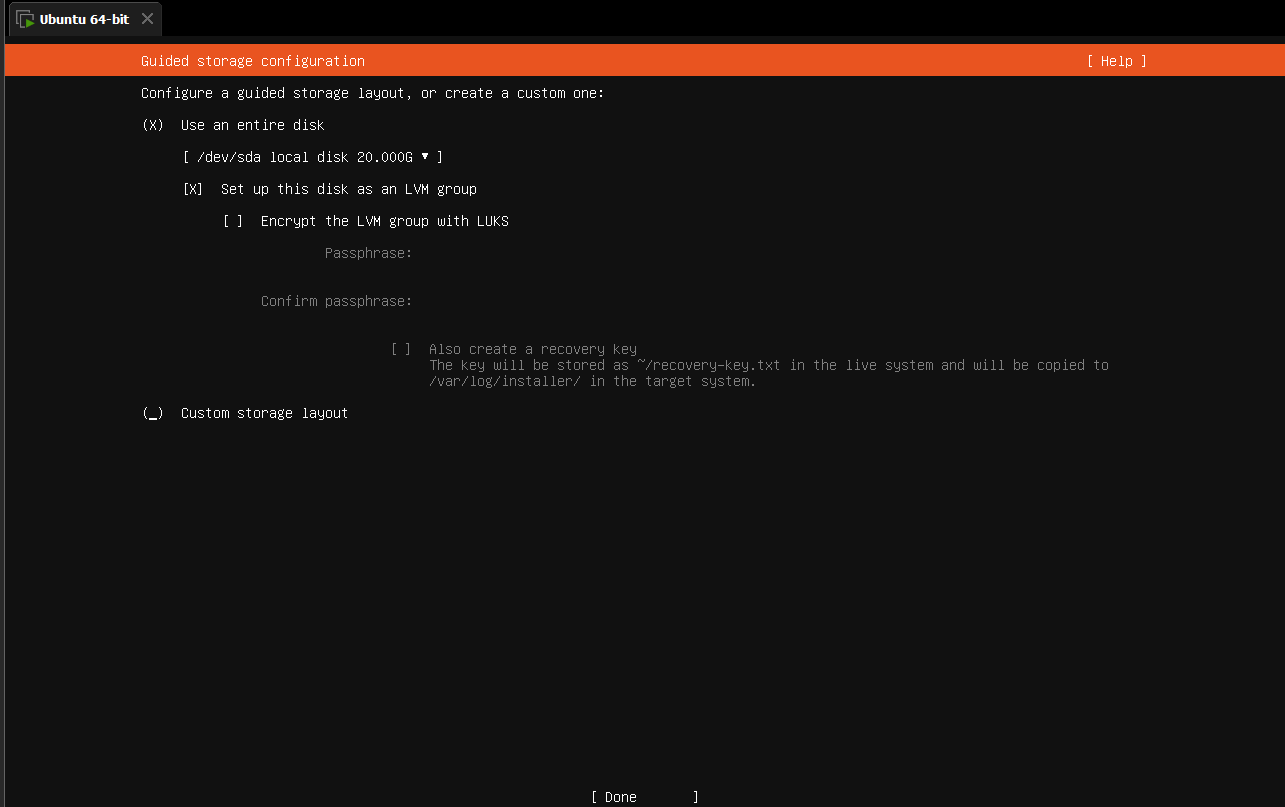 Ubuntu 64-bit
Guided storage configuration [ Help ]
Configure a guided storage layout, or create a custom one:
(X) Use an entire disk
[ /dev/sda local disk 20.000G ▾ ]
[X] Set up this disk as an LVM group
[ ] Encrypt the LVM group with LUKS
Passphrase:
Confirm passphrase:
[ ] Also create a recovery key
The key will be stored as ~/recovery-key.txt in the live system and will be copied to
/var/log/installer/ in the target system.
(_) Custom storage layout
[ Done ]